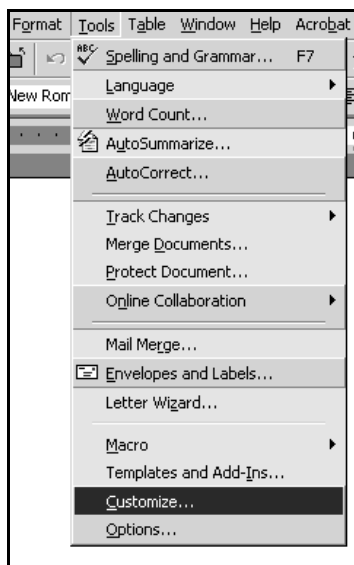 Format Tools Table Window Help Acrobat
ABC Spelling and Grammar... F7
Language
New Rom
Word Count...
AutoSummarize...
AutoCorrect...
Track Changes
Merge Documents...
Protect Document...
Online Collaboration
Mail Merge...
Envelopes and Labels...
Letter Wizard...
Macro
Templates and Add-Ins...
Customize...
Options...